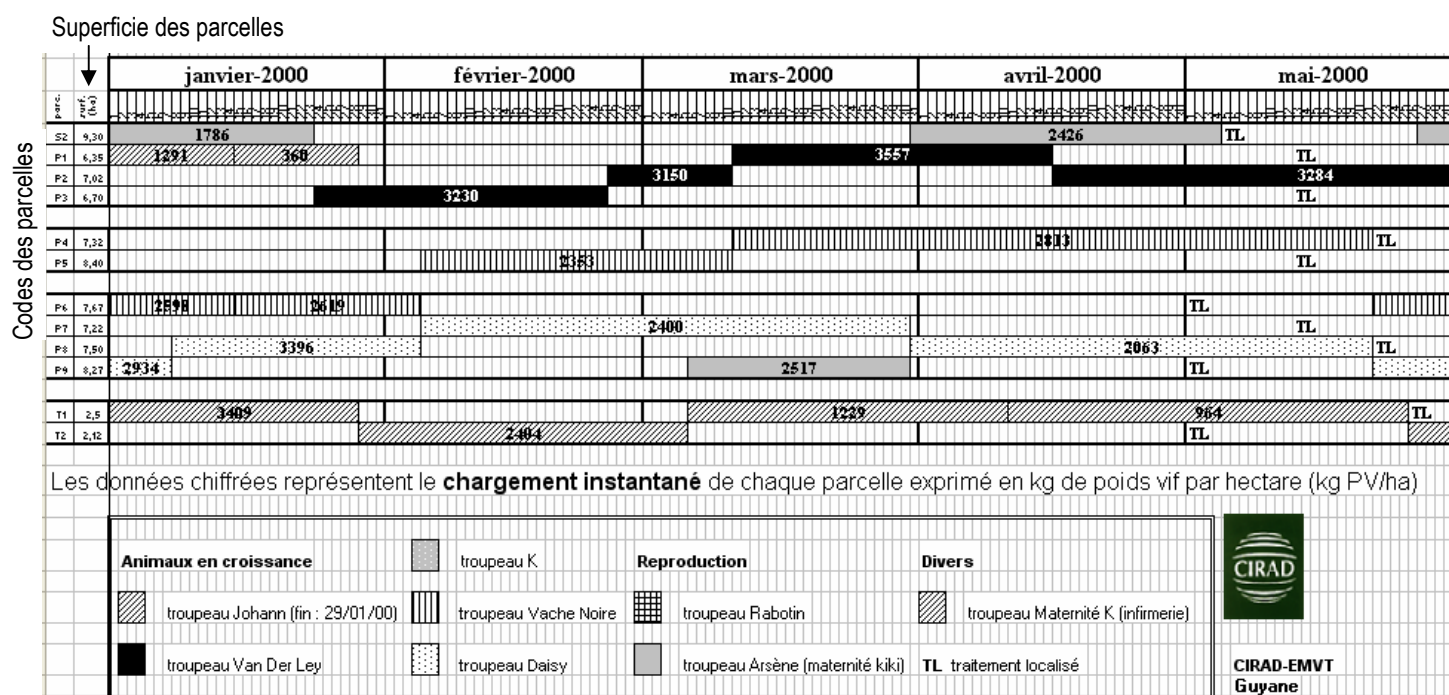 Superficie des parcelles
Codes des parcelles
parc. surf. (ha) janvier-2000 février-2000 mars-2000 avril-2000 mai-2000
S2 9,30 1786 2426 TL
P1 6,35 1291 360 3557 TL
P2 7,02 3150 3284
P3 6,70 3230 TL
P4 7,32 2813 TL
P5 8,40 2353 TL
P6 7,67 2598 2619 TL
P7 7,22 2400 TL
P8 7,50 3396 2063 TL
P9 8,27 2934 2517 TL
T1 2,5 3409 1229 964 TL
T2 2,12 2404 TL
Les données chiffrées représentent le chargement instantané de chaque parcelle exprimé en kg de poids vif par hectare (kg PV/ha)
Animaux en croissance troupeau K Reproduction Divers
troupeau Johann (fin : 29/01/00) troupeau Vache Noire troupeau Rabotin troupeau Maternité K (infirmerie)
troupeau Van Der Ley troupeau Daisy troupeau Arsène (maternité kiki) TL traitement localisé
CIRAD
CIRAD-EMVT
Guyane